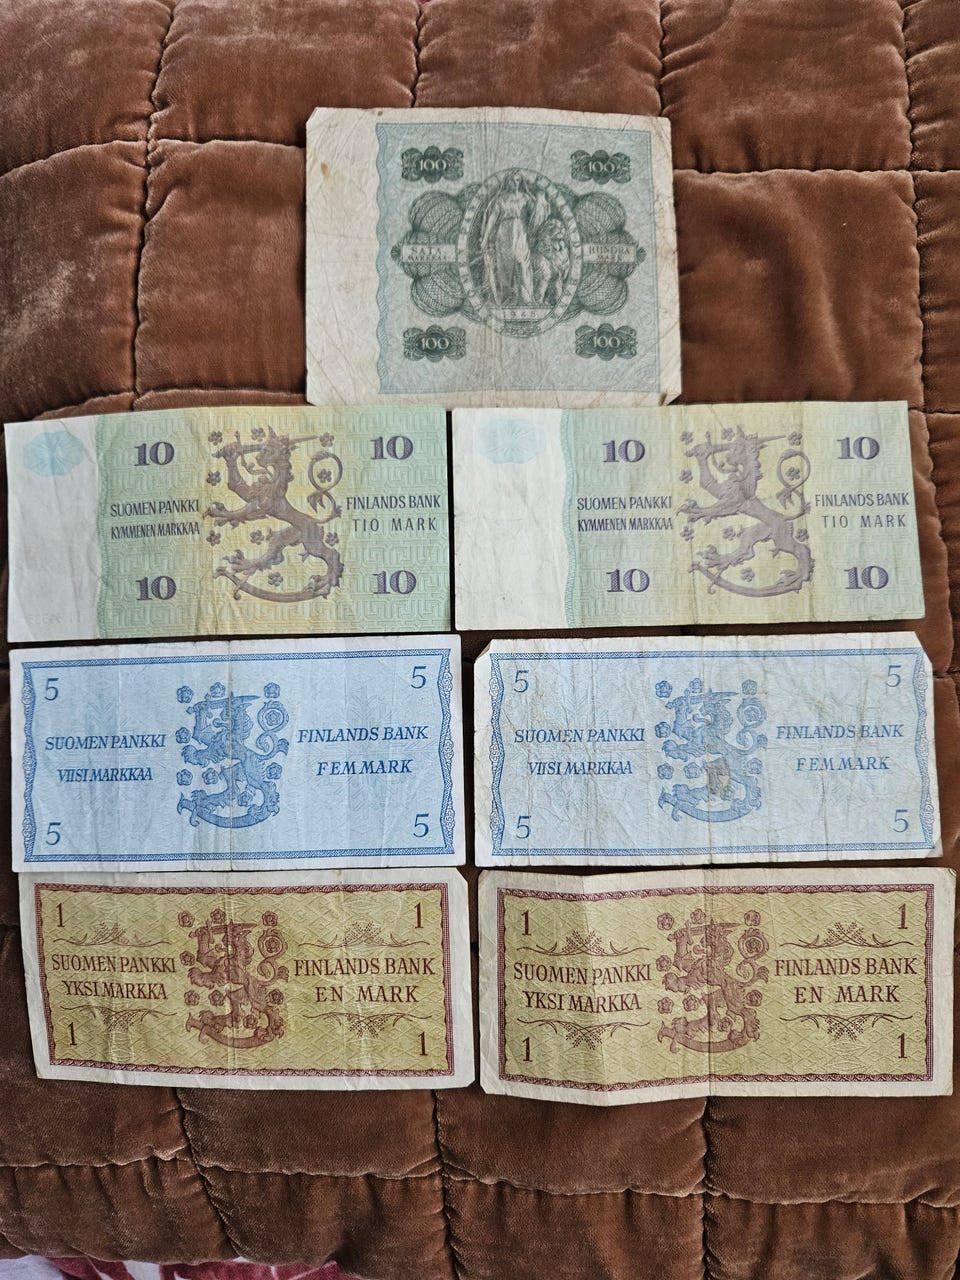 100 100
SATA HUNDRA
MARKKAA MARK
1945
100 100
10 10
SUOMEN PANKKI FINLANDS BANK
KYMMENEN MARKKAA TIO MARK
10 10
10 10
SUOMEN PANKKI FINLANDS BANK
KYMMENEN MARKKAA TIO MARK
10 10
5 5
SUOMEN PANKKI FINLANDS BANK
VIISI MARKKAA FEM MARK
5 5
5 5
SUOMEN PANKKI FINLANDS BANK
VIISI MARKKAA FEM MARK
5 5
1 1
SUOMEN PANKKI FINLANDS BANK
YKSI MARKKA EN MARK
1 1
1 1
SUOMEN PANKKI FINLANDS BANK
YKSI MARKKA EN MARK
1 1